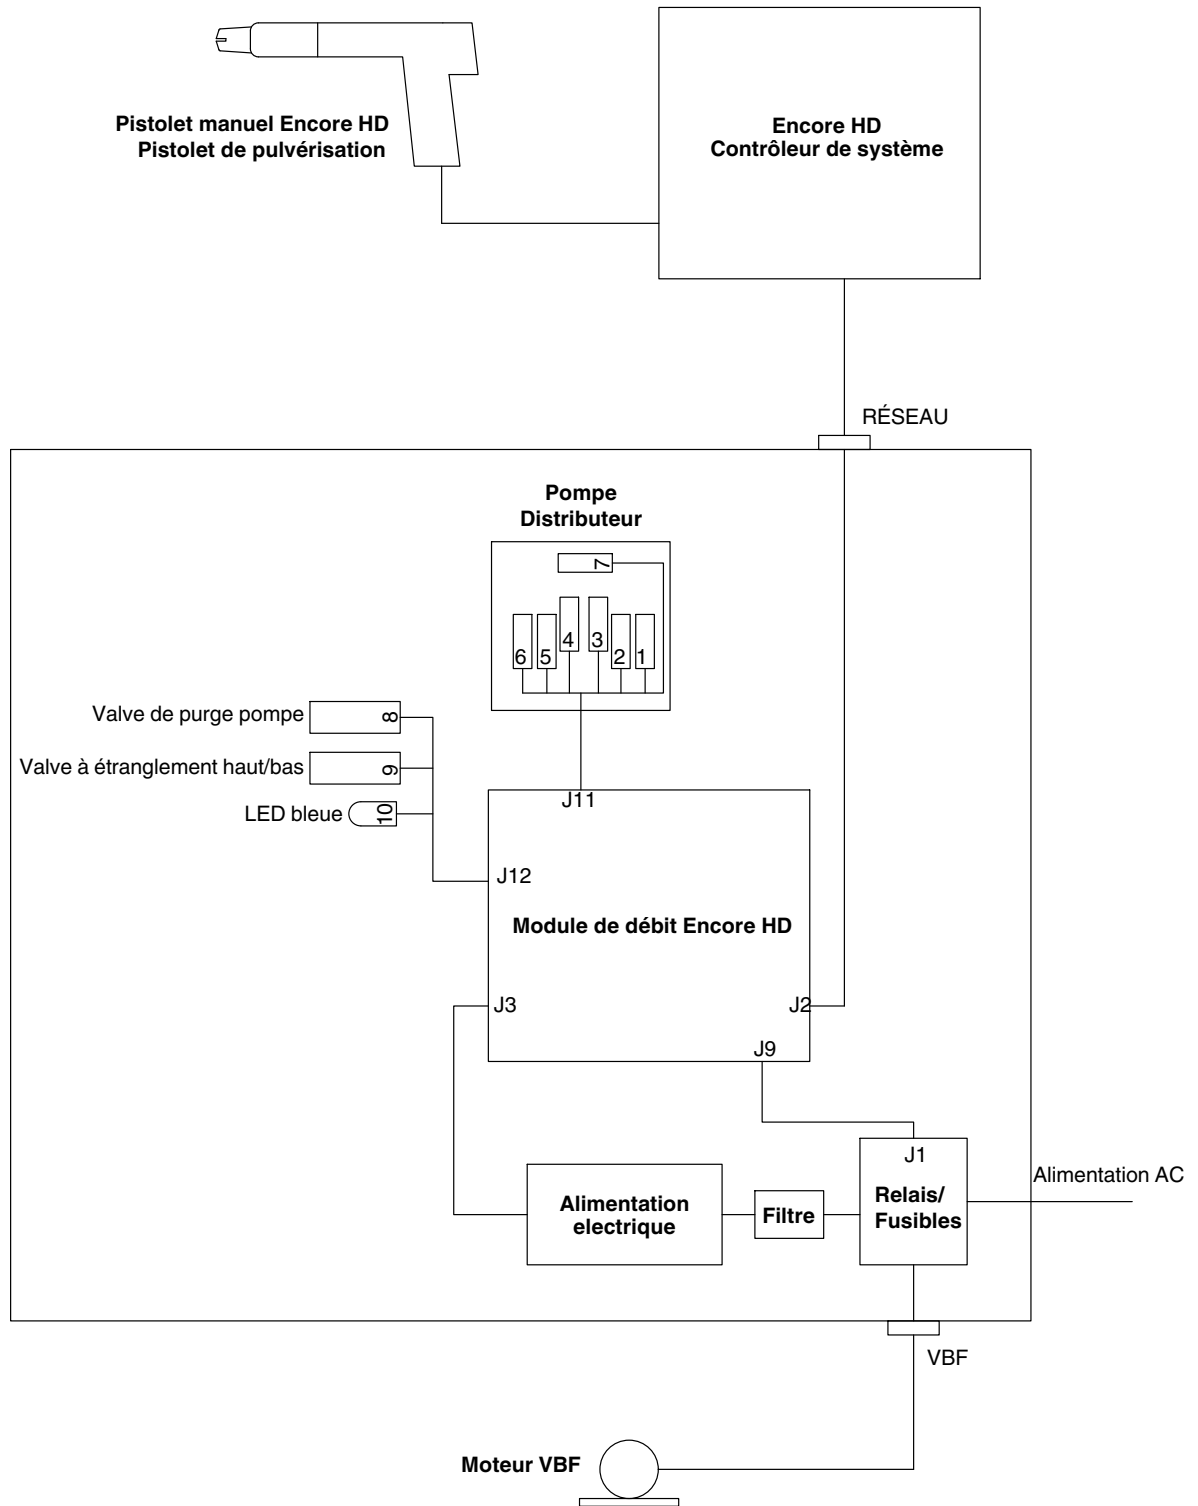 Pistolet manuel Encore HD
Pistolet de pulvérisation
Encore HD
Contrôleur de système
RÉSEAU
Pompe
Distributeur
7
6
5
4
3
2
1
Valve de purge pompe
8
Valve à étranglement haut/bas
9
LED bleue
10
J11
J12
Module de débit Encore HD
J3
J2
J9
J1
Relais/
Fusibles
Alimentation AC
Alimentation
electrique
Filtre
VBF
Moteur VBF